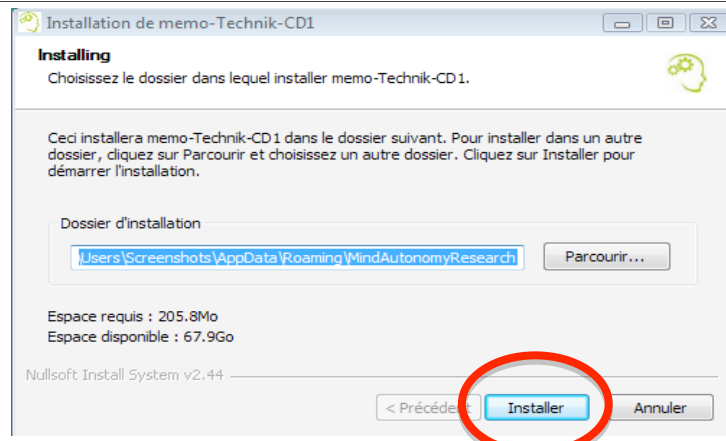 Installation de memo-Technik-CD1
Installing
Choisissez le dossier dans lequel installer memo-Technik-CD1.
Ceci installera memo-Technik-CD1 dans le dossier suivant. Pour installer dans un autre
dossier, cliquez sur Parcourir et choisissez un autre dossier. Cliquez sur Installer pour
démarrer l'installation.
Dossier d'installation
\Users\Screenshots\AppData\Roaming\MindAutonomyResearch
Parcourir...
Espace requis : 205.8Mo
Espace disponible : 67.9Go
Nullsoft Install System v2.44
< Précédent Installer Annuler